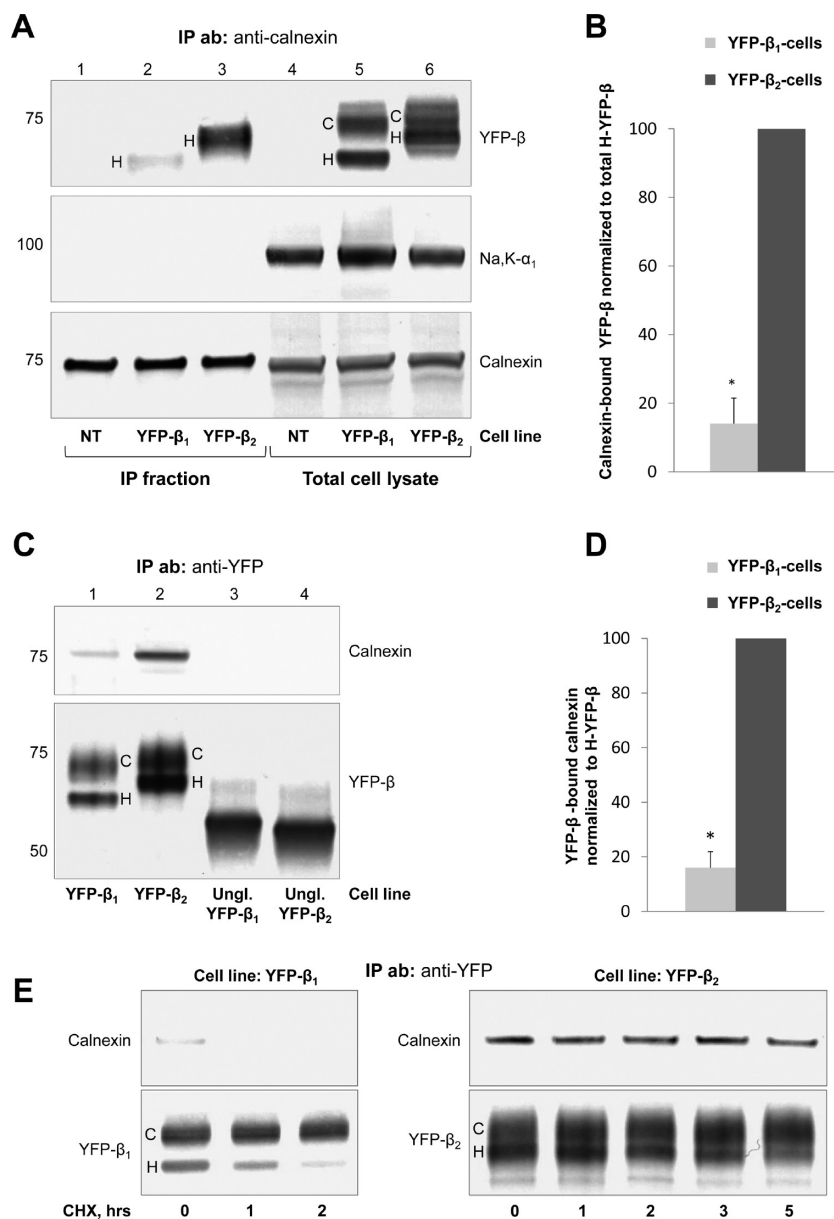 A
IP ab: anti-calnexin
1 2 3 4 5 6
75
H
H
C
H
C
H
YFP-β
100
Na,K-α₁
75
Calnexin
NT YFP-β₁ YFP-β₂ NT YFP-β₁ YFP-β₂ Cell line
IP fraction Total cell lysate
B
YFP-β₁-cells
YFP-β₂-cells
Calnexin-bound YFP-β normalized to total H-YFP-β
100
80
60
40
20
0
*
C
IP ab: anti-YFP
1 2 3 4
75
Calnexin
75
C C
H H
YFP-β
50
YFP-β₁ YFP-β₂ Ungl. Ungl. Cell line
YFP-β₁ YFP-β₂
D
YFP-β₁-cells
YFP-β₂-cells
YFP-β -bound calnexin
normalized to H-YFP-β
100
80
60
40
20
0
*
E
IP ab: anti-YFP
Cell line: YFP-β₁
Calnexin
YFP-β₁
C
H
CHX, hrs 0 1 2
Cell line: YFP-β₂
Calnexin
YFP-β₂
C
H
0 1 2 3 5